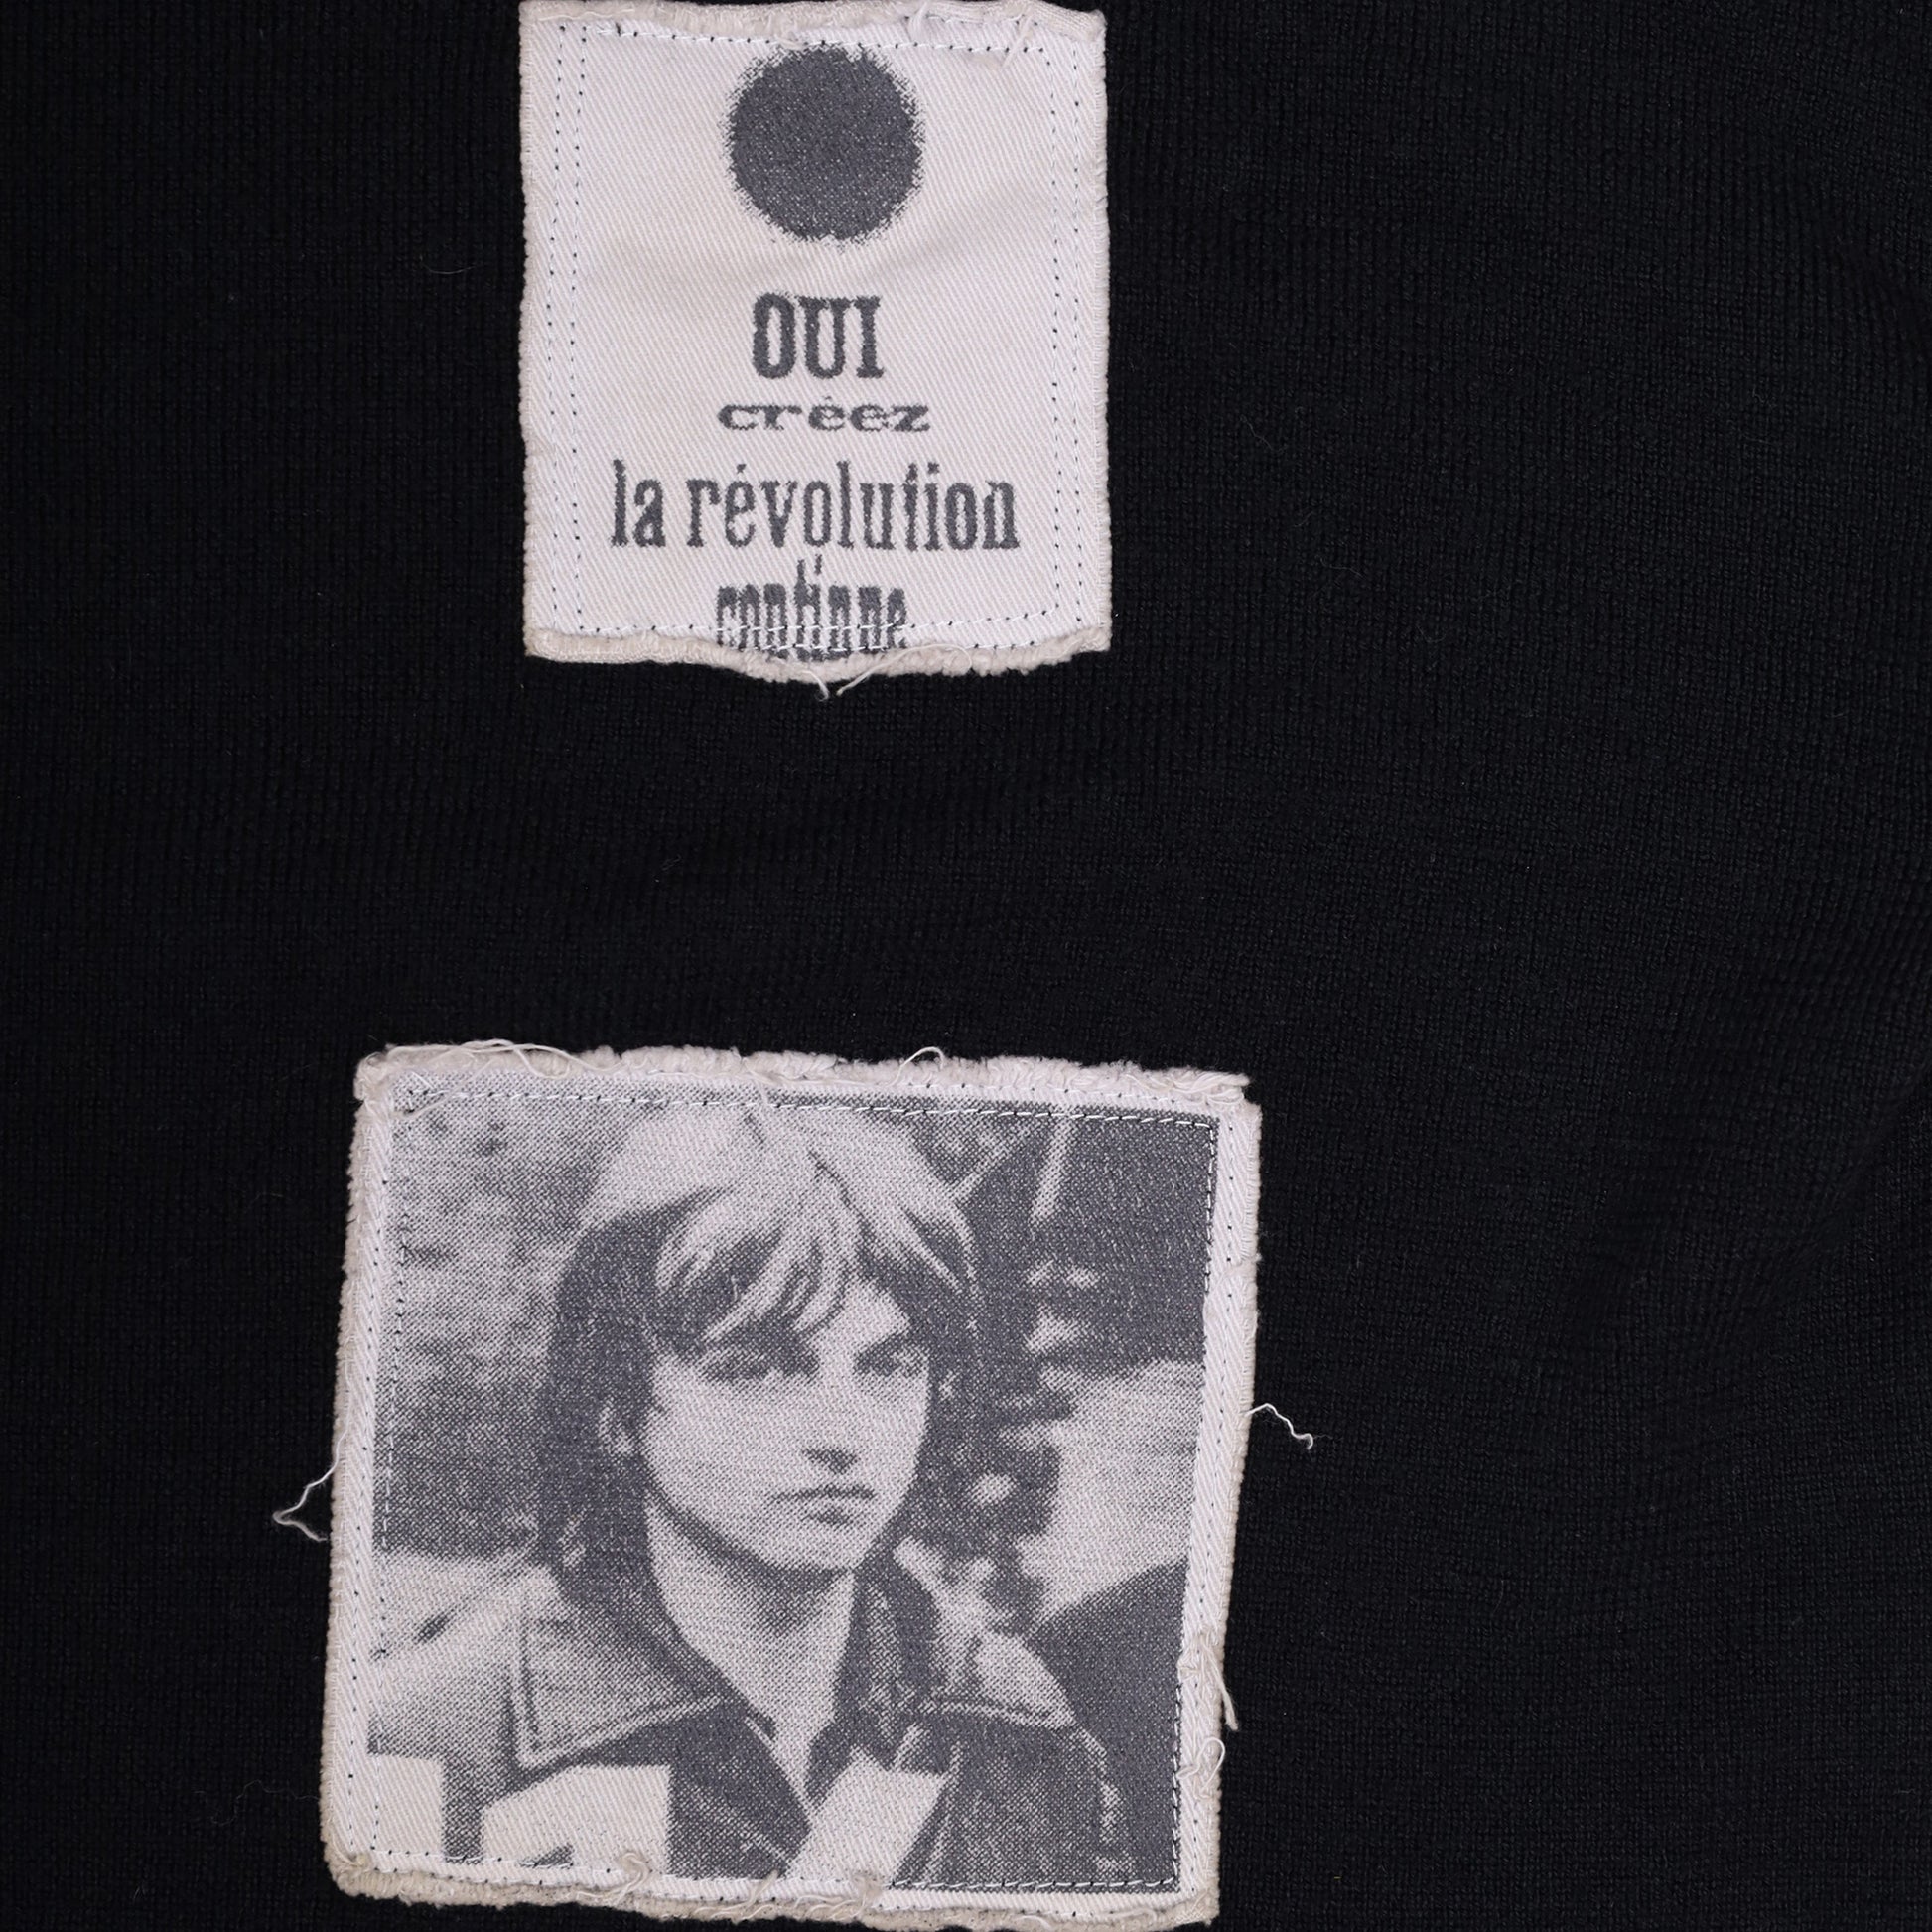 OUI
créez
la révolution
continue